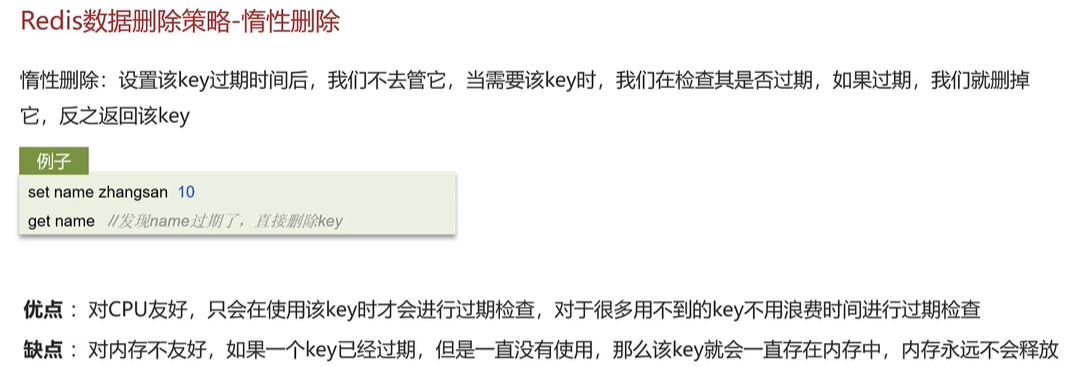 Redis数据删除策略-惰性删除
惰性删除：设置该key过期时间后，我们不去管它，当需要该key时，我们在检查其是否过期，如果过期，我们就删掉
它，反之返回该key
例子
set name zhangsan 10
get name //发现name过期了，直接删除key
优点 ：对CPU友好，只会在使用该key时才会进行过期检查，对于很多用不到的key不用浪费时间进行过期检查
缺点 ：对内存不友好，如果一个key已经过期，但是一直没有使用，那么该key就会一直存在内存中，内存永远不会释放